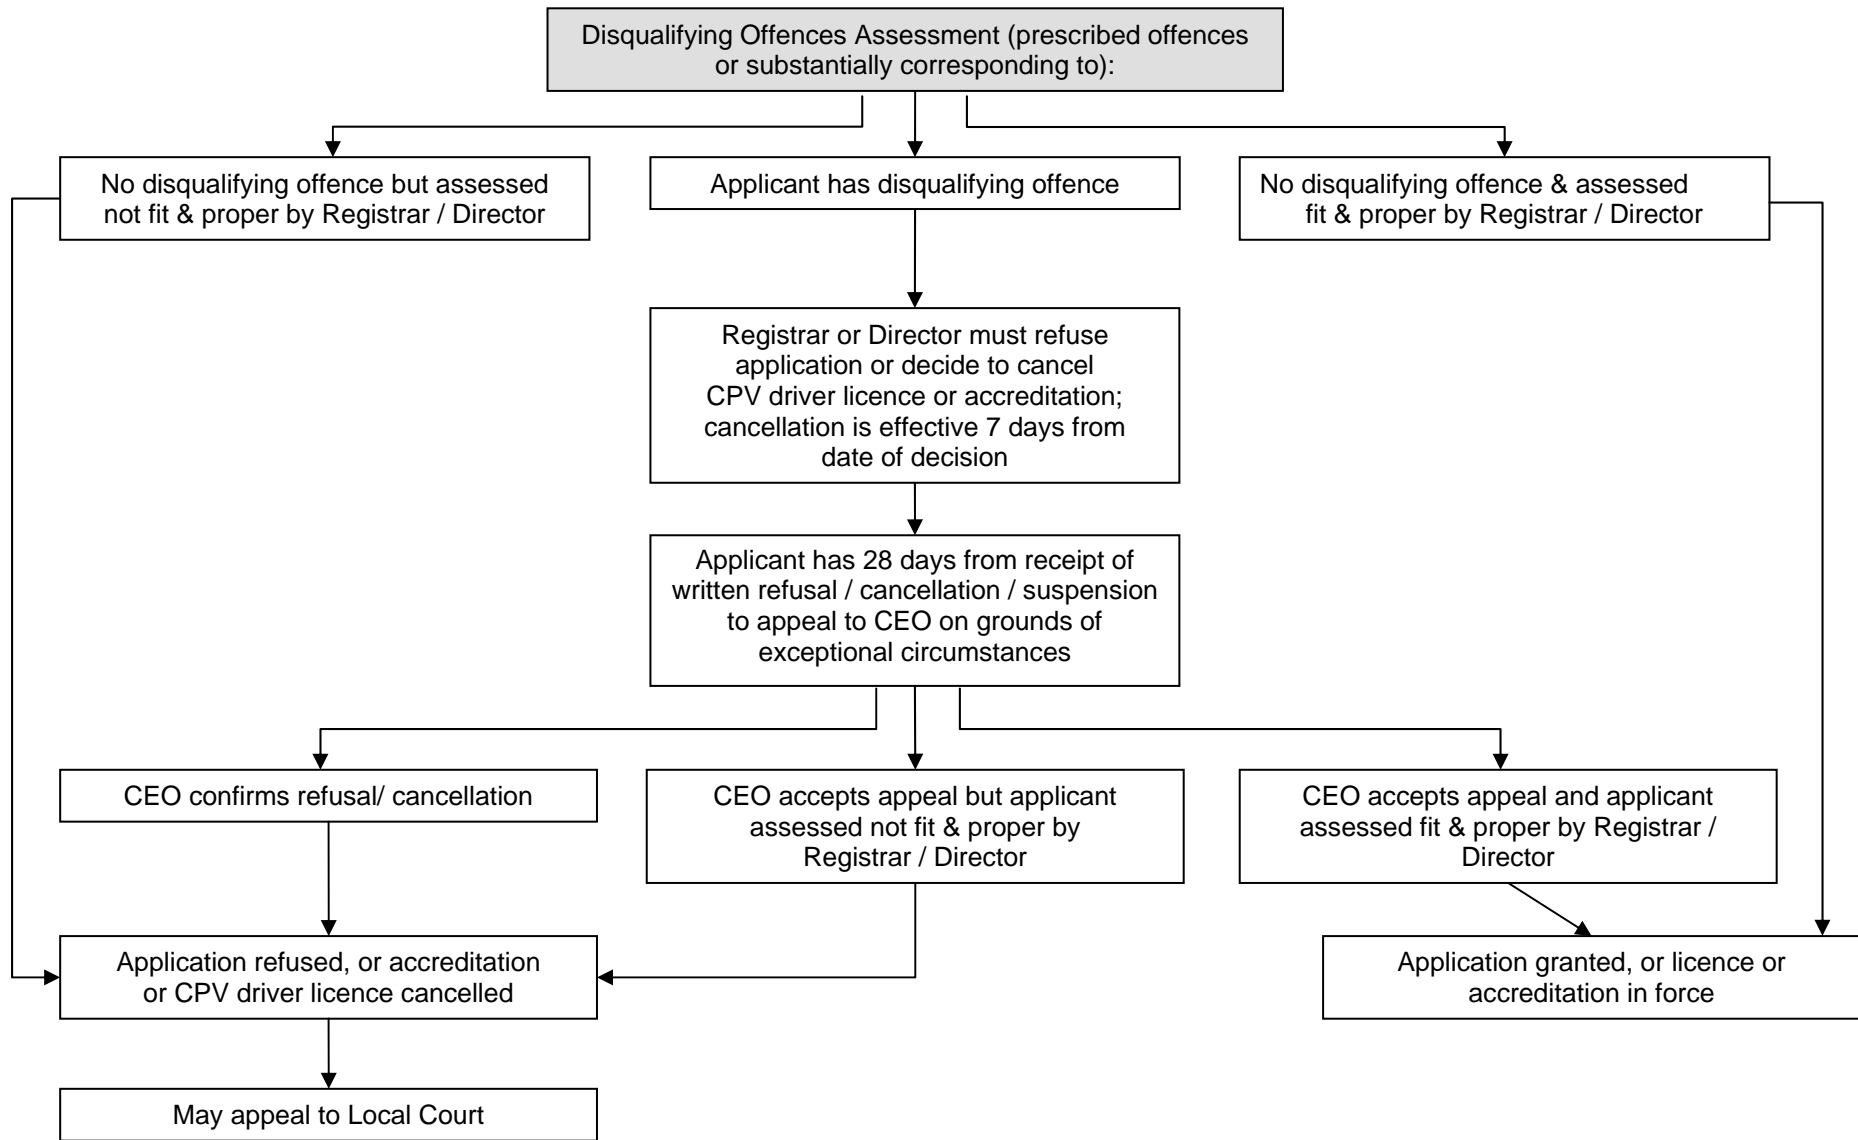 Disqualifying Offences Assessment (prescribed offences
or substantially corresponding to):
No disqualifying offence but assessed
not fit & proper by Registrar / Director
Applicant has disqualifying offence
No disqualifying offence & assessed
fit & proper by Registrar / Director
Registrar or Director must refuse
application or decide to cancel
CPV driver licence or accreditation;
cancellation is effective 7 days from
date of decision
Applicant has 28 days from receipt of
written refusal / cancellation / suspension
to appeal to CEO on grounds of
exceptional circumstances
CEO confirms refusal/ cancellation
CEO accepts appeal but applicant
assessed not fit & proper by
Registrar / Director
CEO accepts appeal and applicant
assessed fit & proper by Registrar /
Director
Application refused, or accreditation
or CPV driver licence cancelled
Application granted, or licence or
accreditation in force
May appeal to Local Court